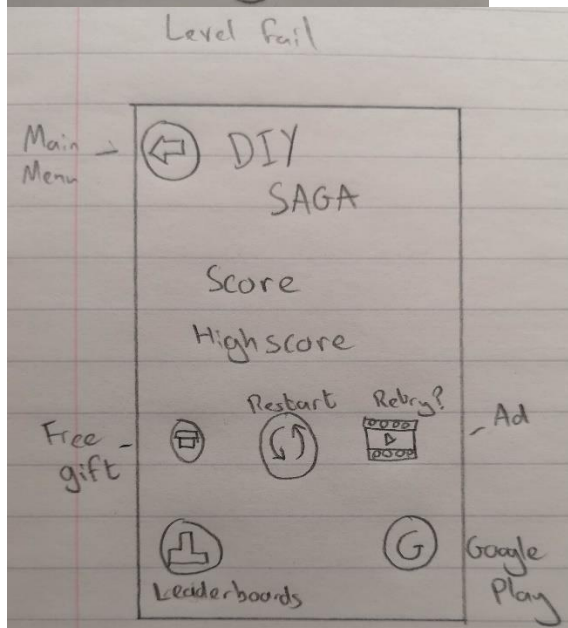 Level fail
Main
Menu
DIY
SAGA
Score
Highscore
Restart
Retry?
Free
gift
Ad
Leaderboards
G
Google
Play